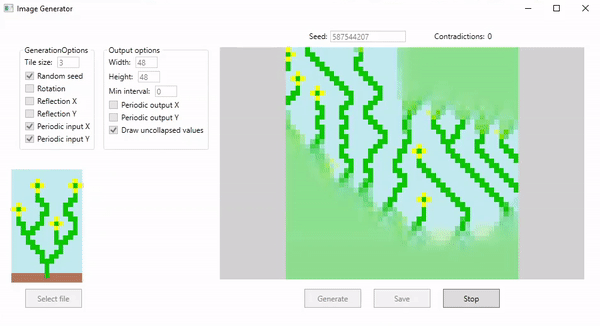 Image Generator
Seed: 587544207
Contradictions: 0
GenerationOptions
Tile size: 3
Random seed
Rotation
Reflection X
Reflection Y
Periodic input X
Periodic input Y
Output options
Width: 48
Height: 48
Min interval: 0
Periodic output X
Periodic output Y
Draw uncollapsed values
Select file
Generate
Save
Stop